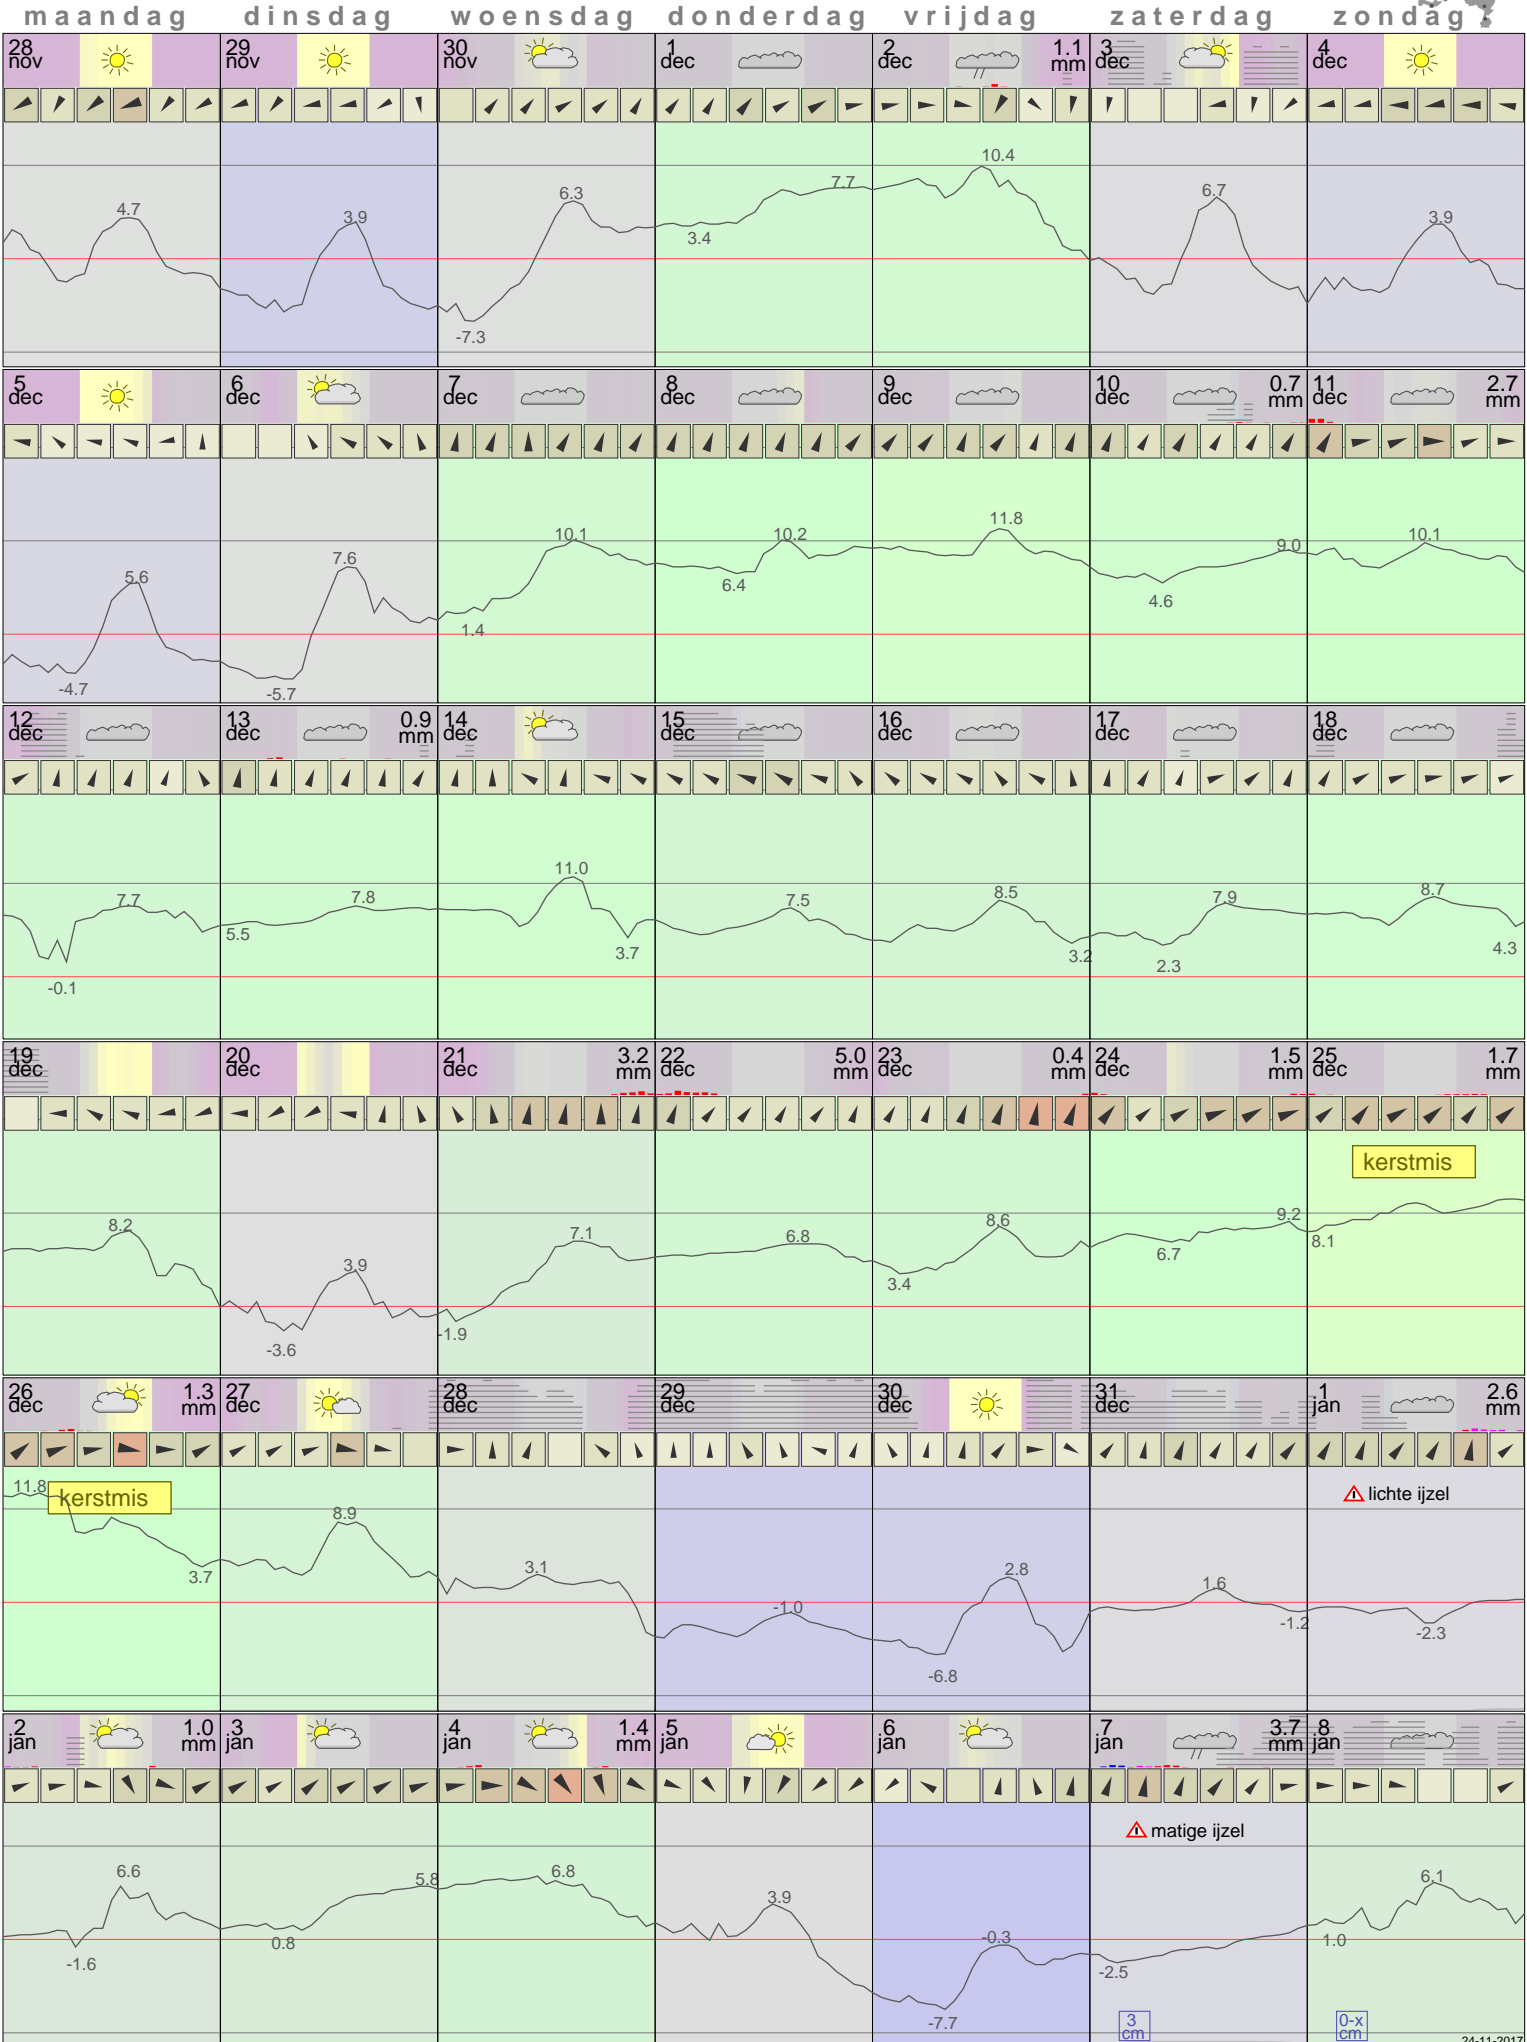 maandag dinsdag woensdag donderdag vrijdag zaterdag zondag
28 29 30 1 2 1.1 3 4
nov nov nov dec dec mm dec dec
4.7 3.9 6.3 7.7 10.4 6.7 3.9
-7.3 3.4
5 6 7 8 9 10 0.7 11 2.7
dec dec dec dec dec dec mm dec mm
5.6 7.6 10.1 10.2 11.8 9.0 10.1
-4.7 -5.7 1.4 6.4 4.6
12 13 0.9 14 15 16 17 18
dec dec mm dec dec dec dec dec
7.7 7.8 11.0 7.5 8.5 7.9 8.7
-0.1 5.5 3.7 3.2 2.3 4.3
19 20 21 3.2 22 5.0 23 0.4 24 1.5 25 1.7
dec dec dec mm dec mm dec mm dec mm dec mm
kerstmis
8.2 3.9 7.1 6.8 8.6 9.2
-3.6 -1.9 3.4 6.7 8.1
26 1.3 27 28 29 30 31 1 2.6
dec mm dec dec dec dec dec jan mm
11.8 kerstmis lichte ijzel
8.9 3.1 -1.0 2.8 1.6
3.7 -6.8 -1.2 -2.3
2 1.0 3 4 1.4 5 6 7 3.7 8
jan mm jan jan mm jan jan jan mm jan
matige ijzel
6.6 5.8 6.8 3.9 -0.3 6.1
-1.6 0.8 -7.7 -2.5 1.0
3 0-x
cm cm
24-11-2017